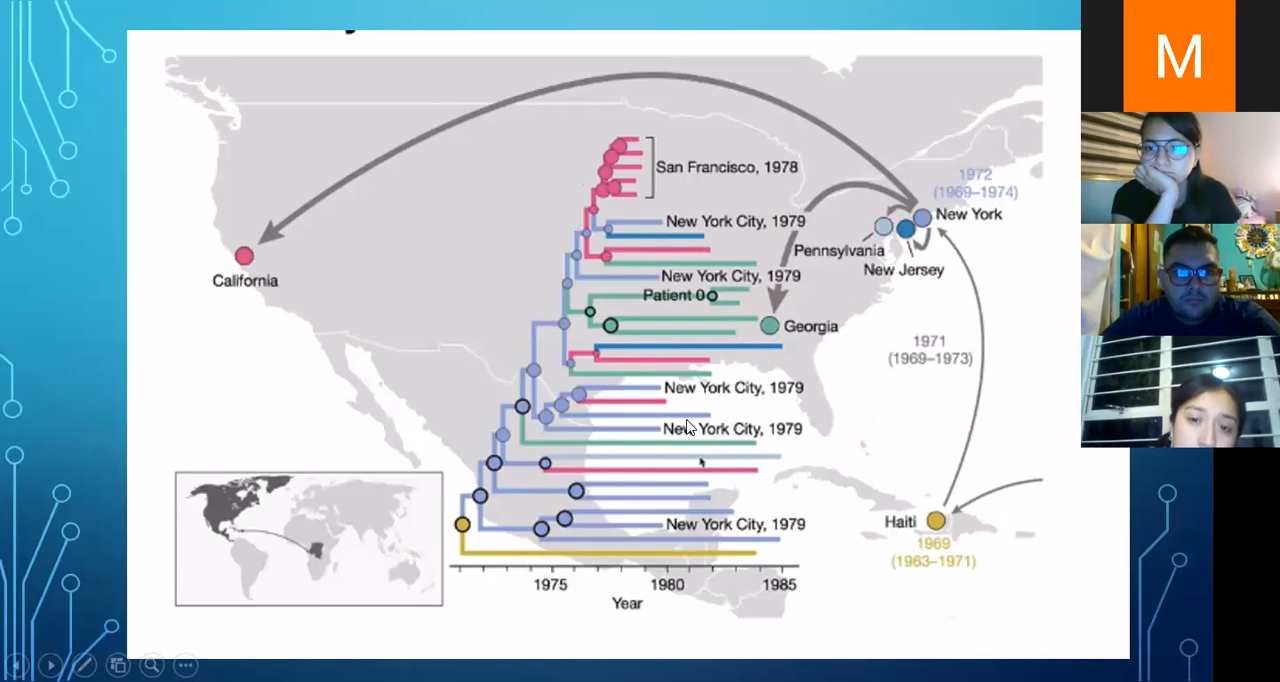 M
San Francisco, 1978
1972
(1969–1974)
New York
New York City, 1979
Pennsylvania
New Jersey
California
New York City, 1979
Patient 0
Georgia
1971
(1969–1973)
New York City, 1979
New York City, 1979
New York City, 1979
Haiti
1969
(1963–1971)
1975
1980
1985
Year